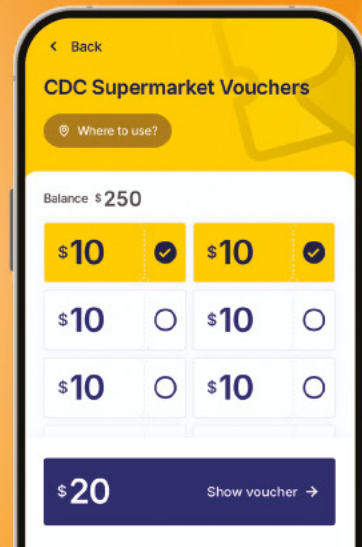 Back
CDC Supermarket Vouchers
Where to use?
Balance $250
$10 $10
$10 $10
$10 $10
$20 Show voucher →